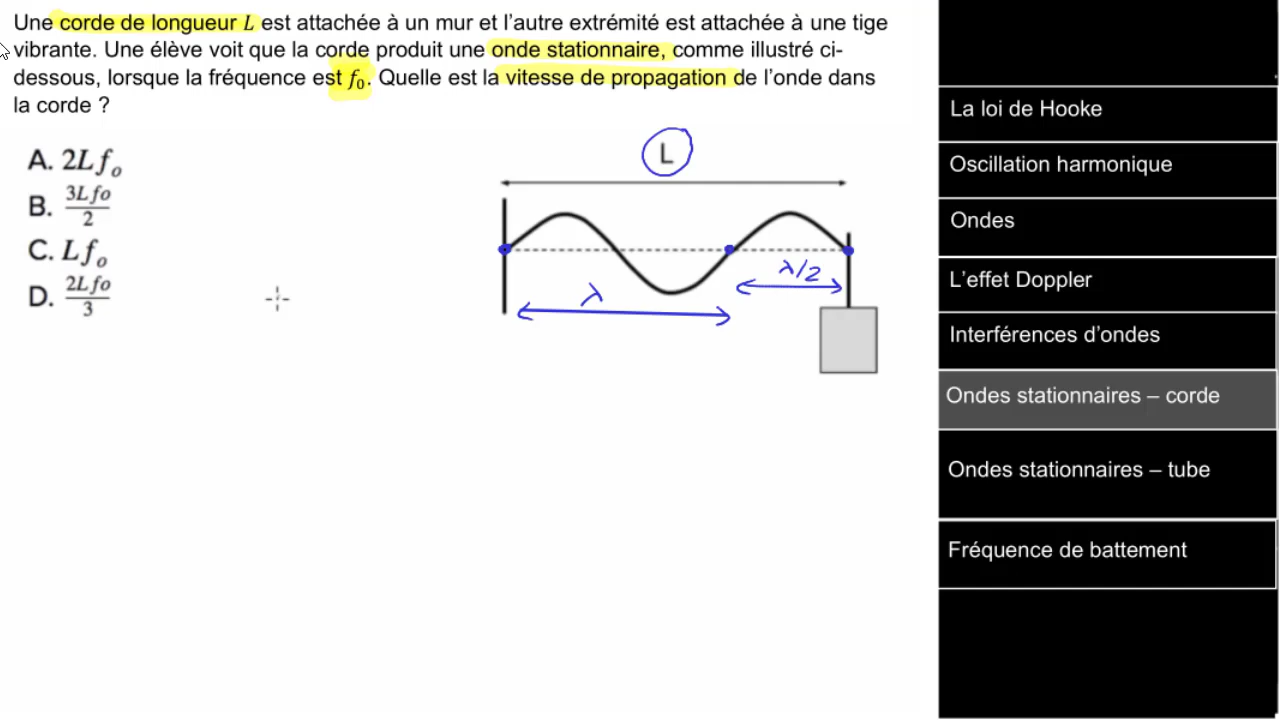 Une corde de longueur L est attachée à un mur et l'autre extrémité est attachée à une tige
vibrante. Une élève voit que la corde produit une onde stationnaire, comme illustré ci-
dessous, lorsque la fréquence est f₀. Quelle est la vitesse de propagation de l'onde dans
la corde ?
A. 2Lfₒ
B. 3Lfo/2
C. Lfₒ
D. 2Lfo/3
L
λ/2
λ
La loi de Hooke
Oscillation harmonique
Ondes
L'effet Doppler
Interférences d'ondes
Ondes stationnaires – corde
Ondes stationnaires – tube
Fréquence de battement